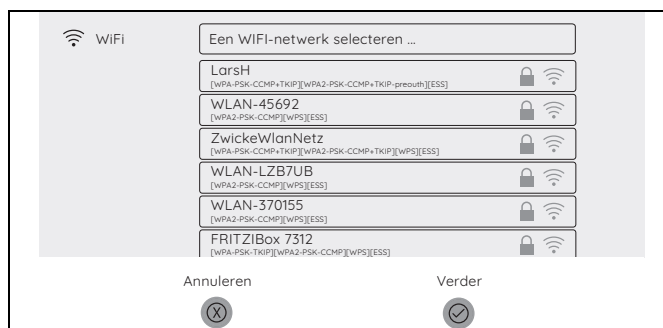 WiFi
Een WIFI-netwerk selecteren ...
LarsH
[WPA-PSK-CCMP+TKIP][WPA2-PSK-CCMP+TKIP-preouth][ESS]
WLAN-45692
[WPA2-PSK-CCMP][WPS][ESS]
ZwickeWlanNetz
[WPA-PSK-CCMP+TKIP][WPA2-PSK-CCMP+TKIP][WPS][ESS]
WLAN-LZB7UB
[WPA2-PSK-CCMP][WPS][ESS]
WLAN-370155
[WPA2-PSK-CCMP][WPS][ESS]
FRITZIBox 7312
[WPA-PSK-TKIP][WPA2-PSK-CCMP][WPS][ESS]
Annuleren Verder